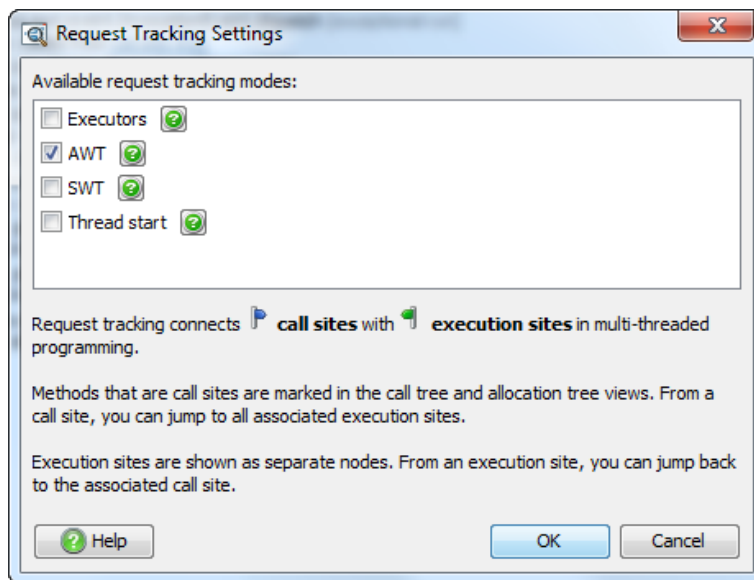 Request Tracking Settings
Available request tracking modes:
Executors
AWT
SWT
Thread start
Request tracking connects call sites with execution sites in multi-threaded
programming.
Methods that are call sites are marked in the call tree and allocation tree views. From a
call site, you can jump to all associated execution sites.
Execution sites are shown as separate nodes. From an execution site, you can jump back
to the associated call site.
Help
OK
Cancel